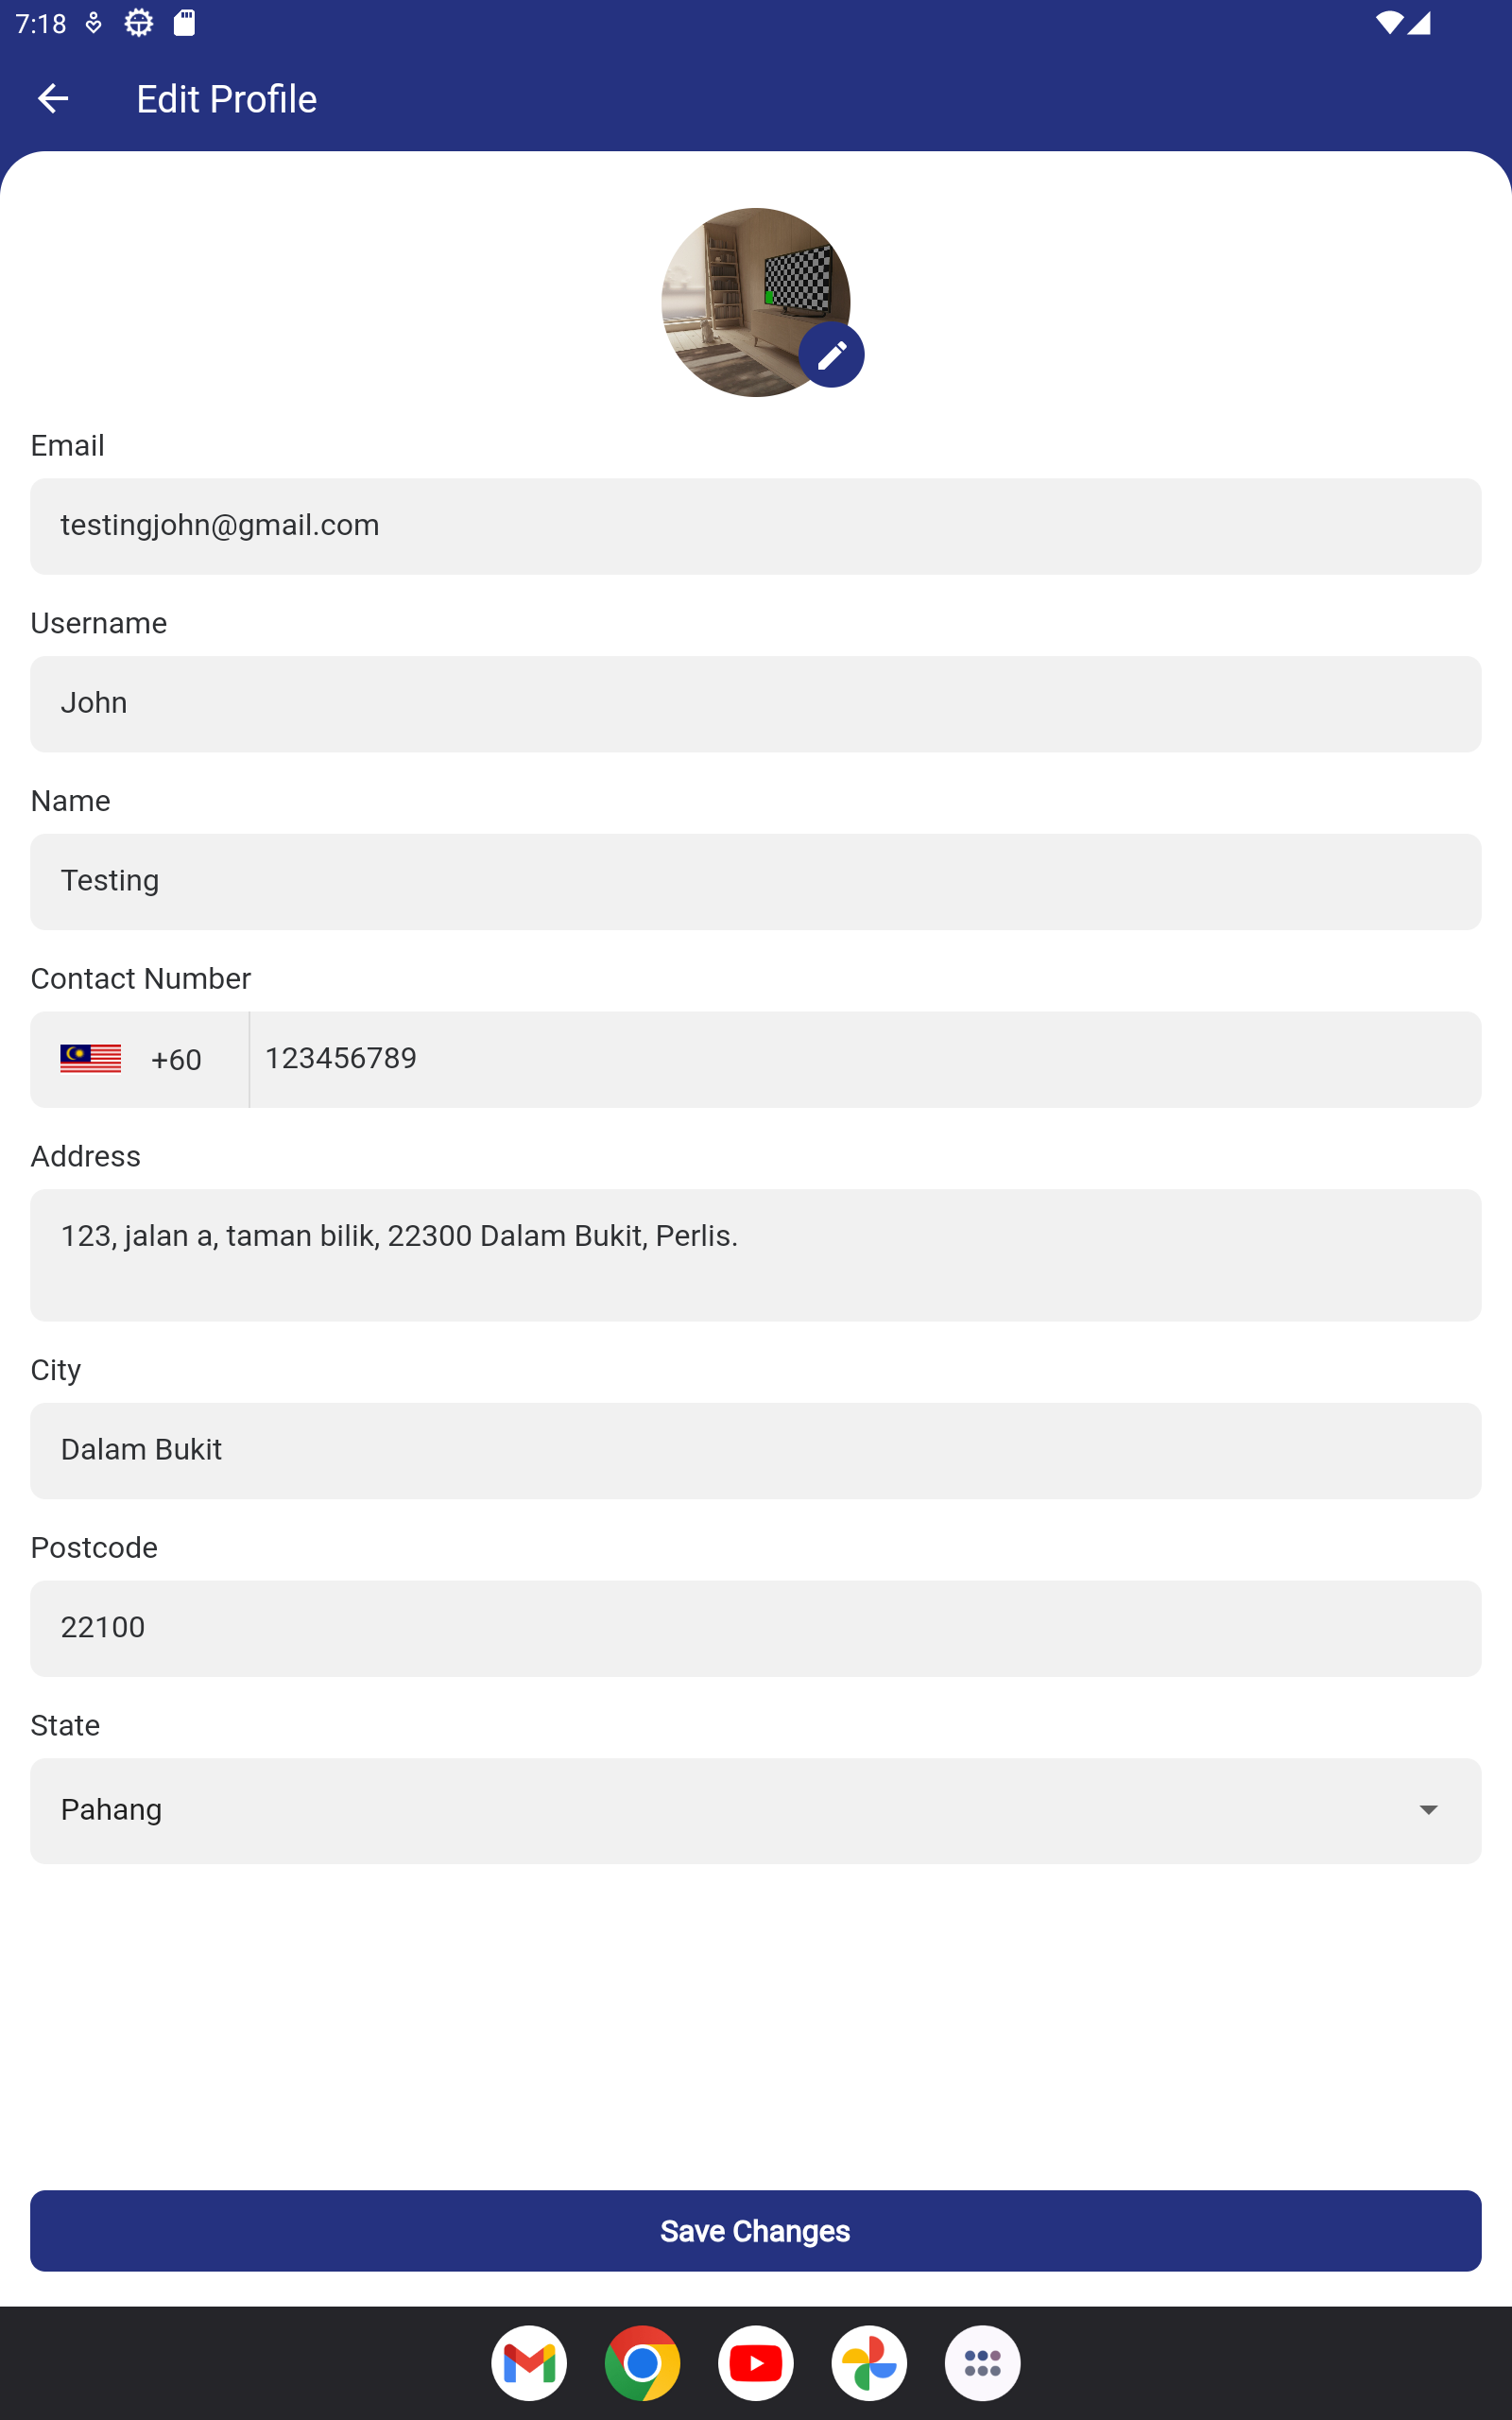 7:18
Edit Profile
Email
testingjohn@gmail.com
Username
John
Name
Testing
Contact Number
+60 123456789
Address
123, jalan a, taman bilik, 22300 Dalam Bukit, Perlis.
City
Dalam Bukit
Postcode
22100
State
Pahang
Save Changes